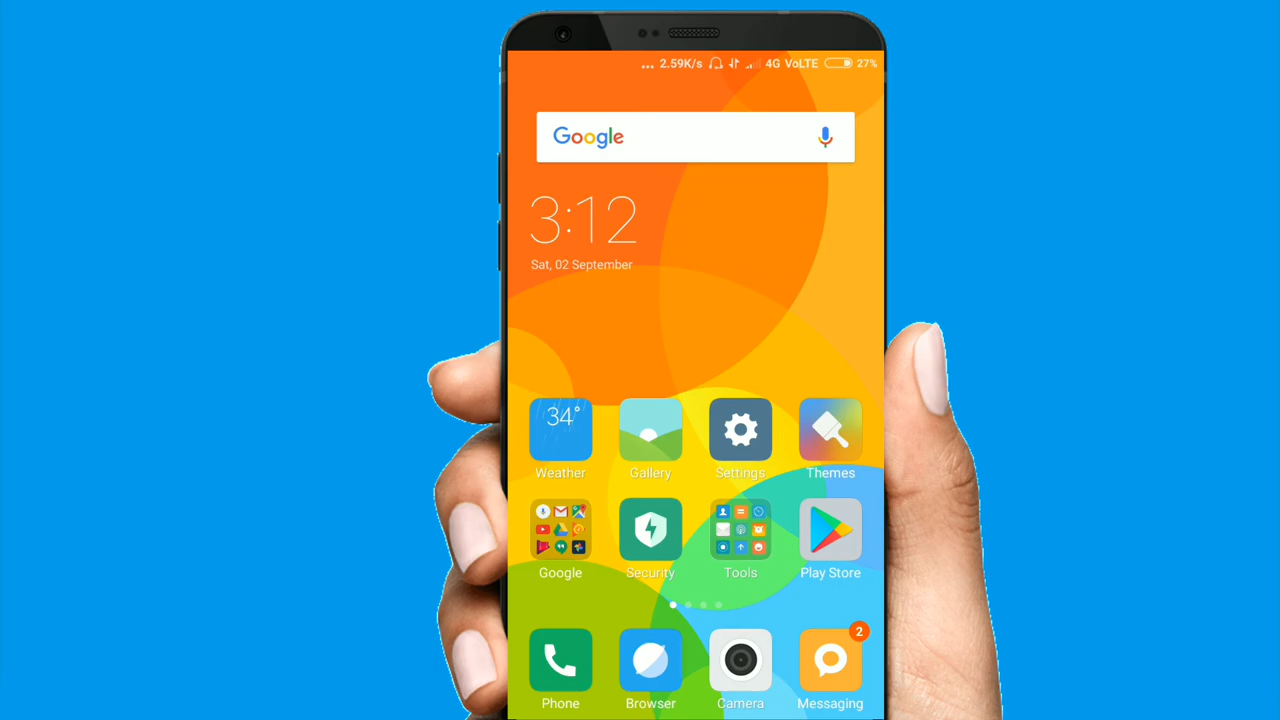 ... 2.59K/s 4G VoLTE 27%
Google
3:12
Sat, 02 September
34°
Weather Gallery Settings Themes
Google Security Tools Play Store
2
Phone Browser Camera Messaging